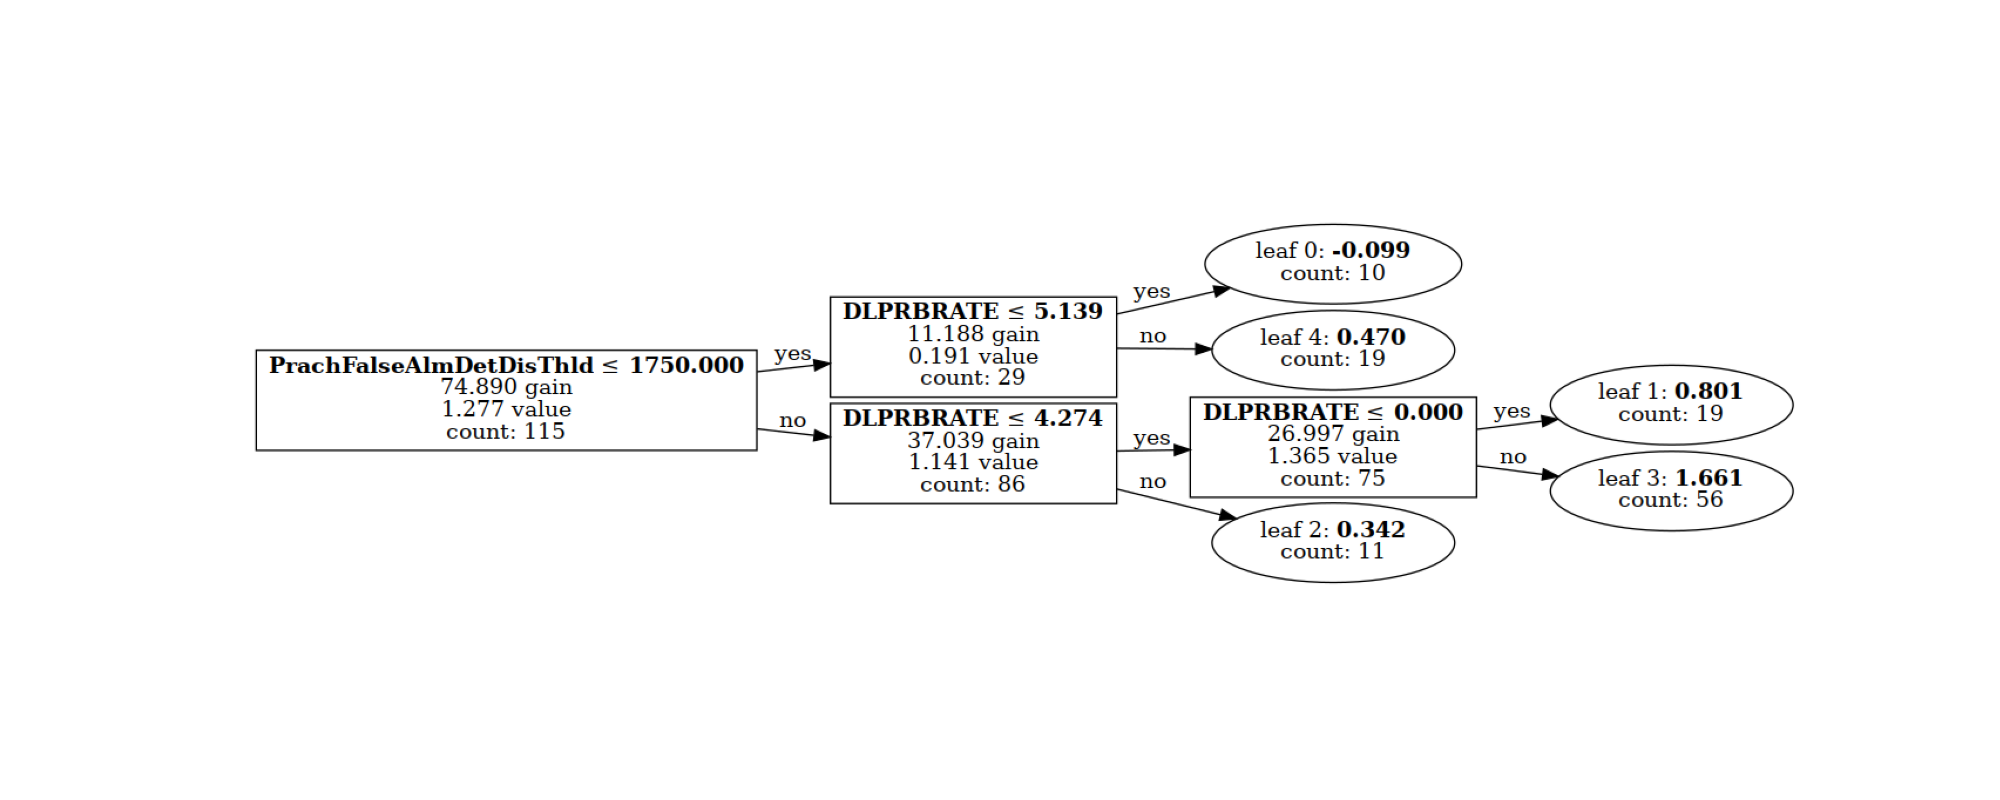 PrachFalseAlmDetDisThld ≤ 1750.000
74.890 gain
1.277 value
count: 115
yes
no
DLPRBRATE ≤ 5.139
11.188 gain
0.191 value
count: 29
DLPRBRATE ≤ 4.274
37.039 gain
1.141 value
count: 86
yes
no
yes
no
leaf 0: -0.099
count: 10
leaf 4: 0.470
count: 19
DLPRBRATE ≤ 0.000
26.997 gain
1.365 value
count: 75
leaf 2: 0.342
count: 11
yes
no
leaf 1: 0.801
count: 19
leaf 3: 1.661
count: 56